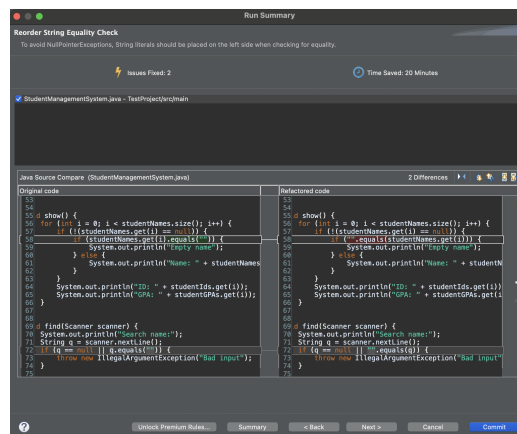 Run Summary
Reorder String Equality Check
To avoid NullPointerExceptions, String literals should be placed on the left side when checking for equality.
Issues Fixed: 2
Time Saved: 20 Minutes
StudentManagementSystem.java - TestProject/src/main
Java Source Compare (StudentManagementSystem.java)
2 Differences
Original code
53
54
55 d show() {
56 for (int i = 0; i < studentNames.size(); i++) {
57 if (!(studentNames.get(i) == null)) {
58 if (studentNames.get(i).equals("")) {
59 System.out.println("Empty name");
60 } else {
61 System.out.println("Name: " + studentNames
62 }
63 }
64 System.out.println("ID: " + studentIds.get(i));
65 System.out.println("GPA: " + studentGPAs.get(i));
66 }
67
68
69 d find(Scanner scanner) {
70 System.out.println("Search name:");
71 String q = scanner.nextLine();
72 if (q == null || q.equals("")) {
73 throw new IllegalArgumentException("Bad input");
74 }
75
Refactored code
53
54
55 d show() {
56 for (int i = 0; i < studentNames.size(); i++) {
57 if (!(studentNames.get(i) == null)) {
58 if ("".equals(studentNames.get(i))) {
59 System.out.println("Empty name");
60 } else {
61 System.out.println("Name: " + studentN
62 }
63 }
64 System.out.println("ID: " + studentIds.get(i));
65 System.out.println("GPA: " + studentGPAs.get(i
66 }
67
68
69 d find(Scanner scanner) {
70 System.out.println("Search name:");
71 String q = scanner.nextLine();
72 if (q == null || "".equals(q)) {
73 throw new IllegalArgumentException("Bad input"
74 }
75
?
Unlock Premium Rules...
Summary
< Back
Next >
Cancel
Commit